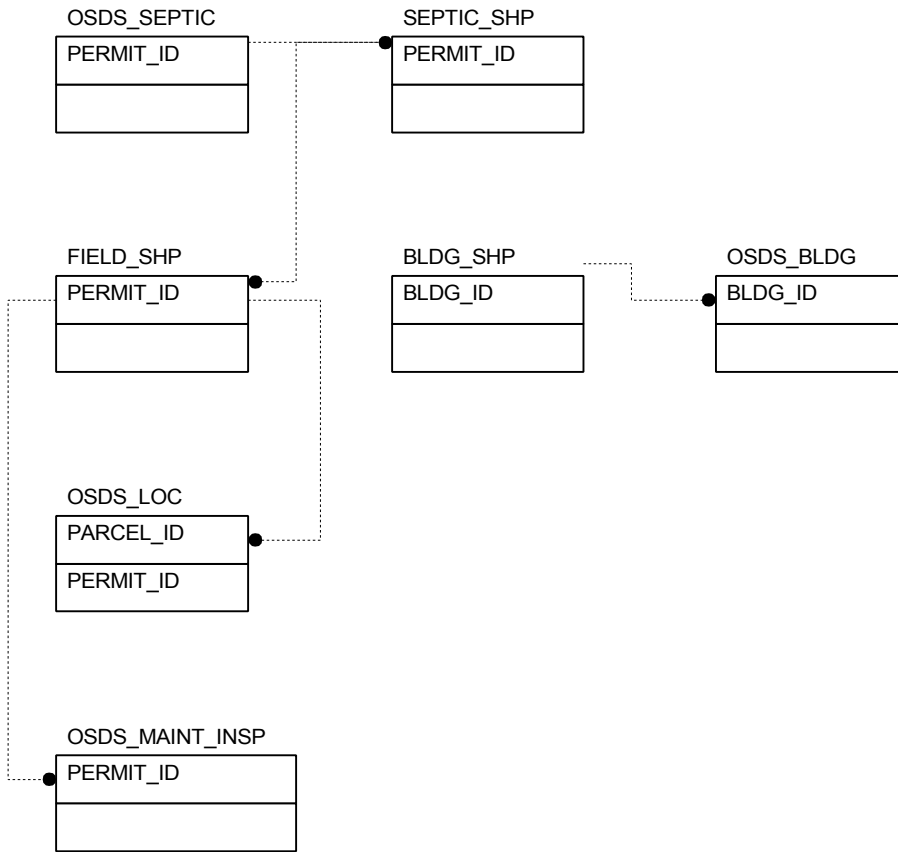 OSDS_SEPTIC
PERMIT_ID
SEPTIC_SHP
PERMIT_ID
FIELD_SHP
PERMIT_ID
BLDG_SHP
BLDG_ID
OSDS_BLDG
BLDG_ID
OSDS_LOC
PARCEL_ID
PERMIT_ID
OSDS_MAINT_INSP
PERMIT_ID